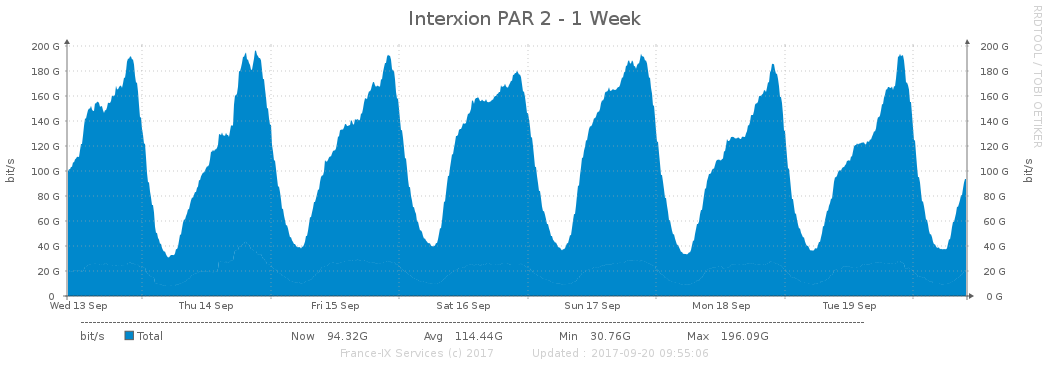 Interxion PAR 2 - 1 Week
RRDTOOL / TOBI OETIKER
200 G 200 G
180 G 180 G
160 G 160 G
140 G 140 G
120 G 120 G
100 G 100 G
80 G 80 G
60 G 60 G
40 G 40 G
20 G 20 G
0 0 G
bit/s
bit/s
Wed 13 Sep Thu 14 Sep Fri 15 Sep Sat 16 Sep Sun 17 Sep Mon 18 Sep Tue 19 Sep
bit/s Total Now 94.32G Avg 114.44G Min 30.76G Max 196.09G
France-IX Services (c) 2017 Updated : 2017-09-20 09:55:06